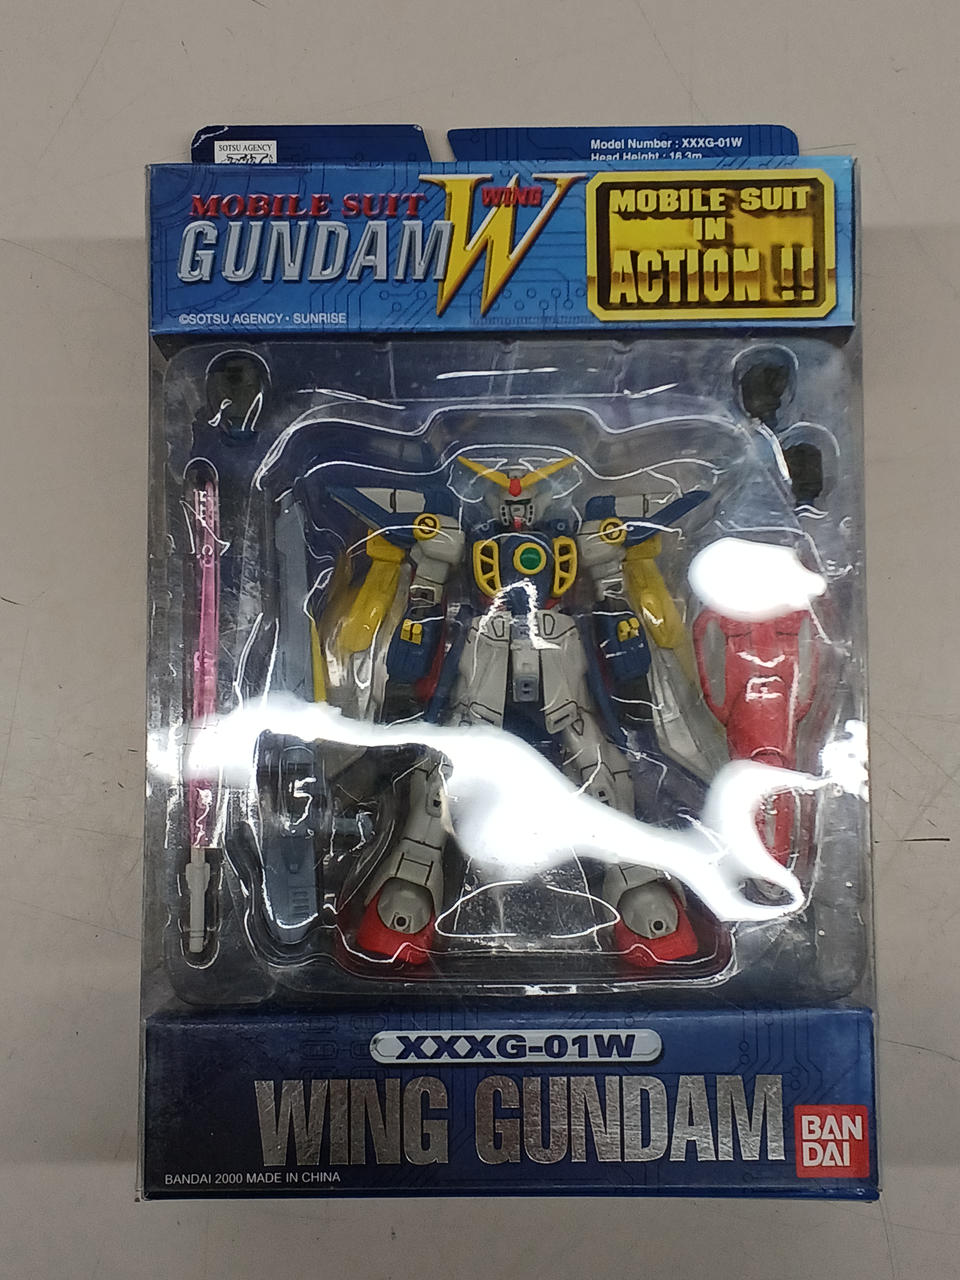 SOTSU AGENCY
Model Number : XXXG-01W
Head Height : 16.3m
MOBILE SUIT
GUNDAM W
WING
©SOTSU AGENCY · SUNRISE
MOBILE SUIT
IN
ACTION !!
XXXG-01W
WING GUNDAM
BAN
DAI
BANDAI 2000 MADE IN CHINA